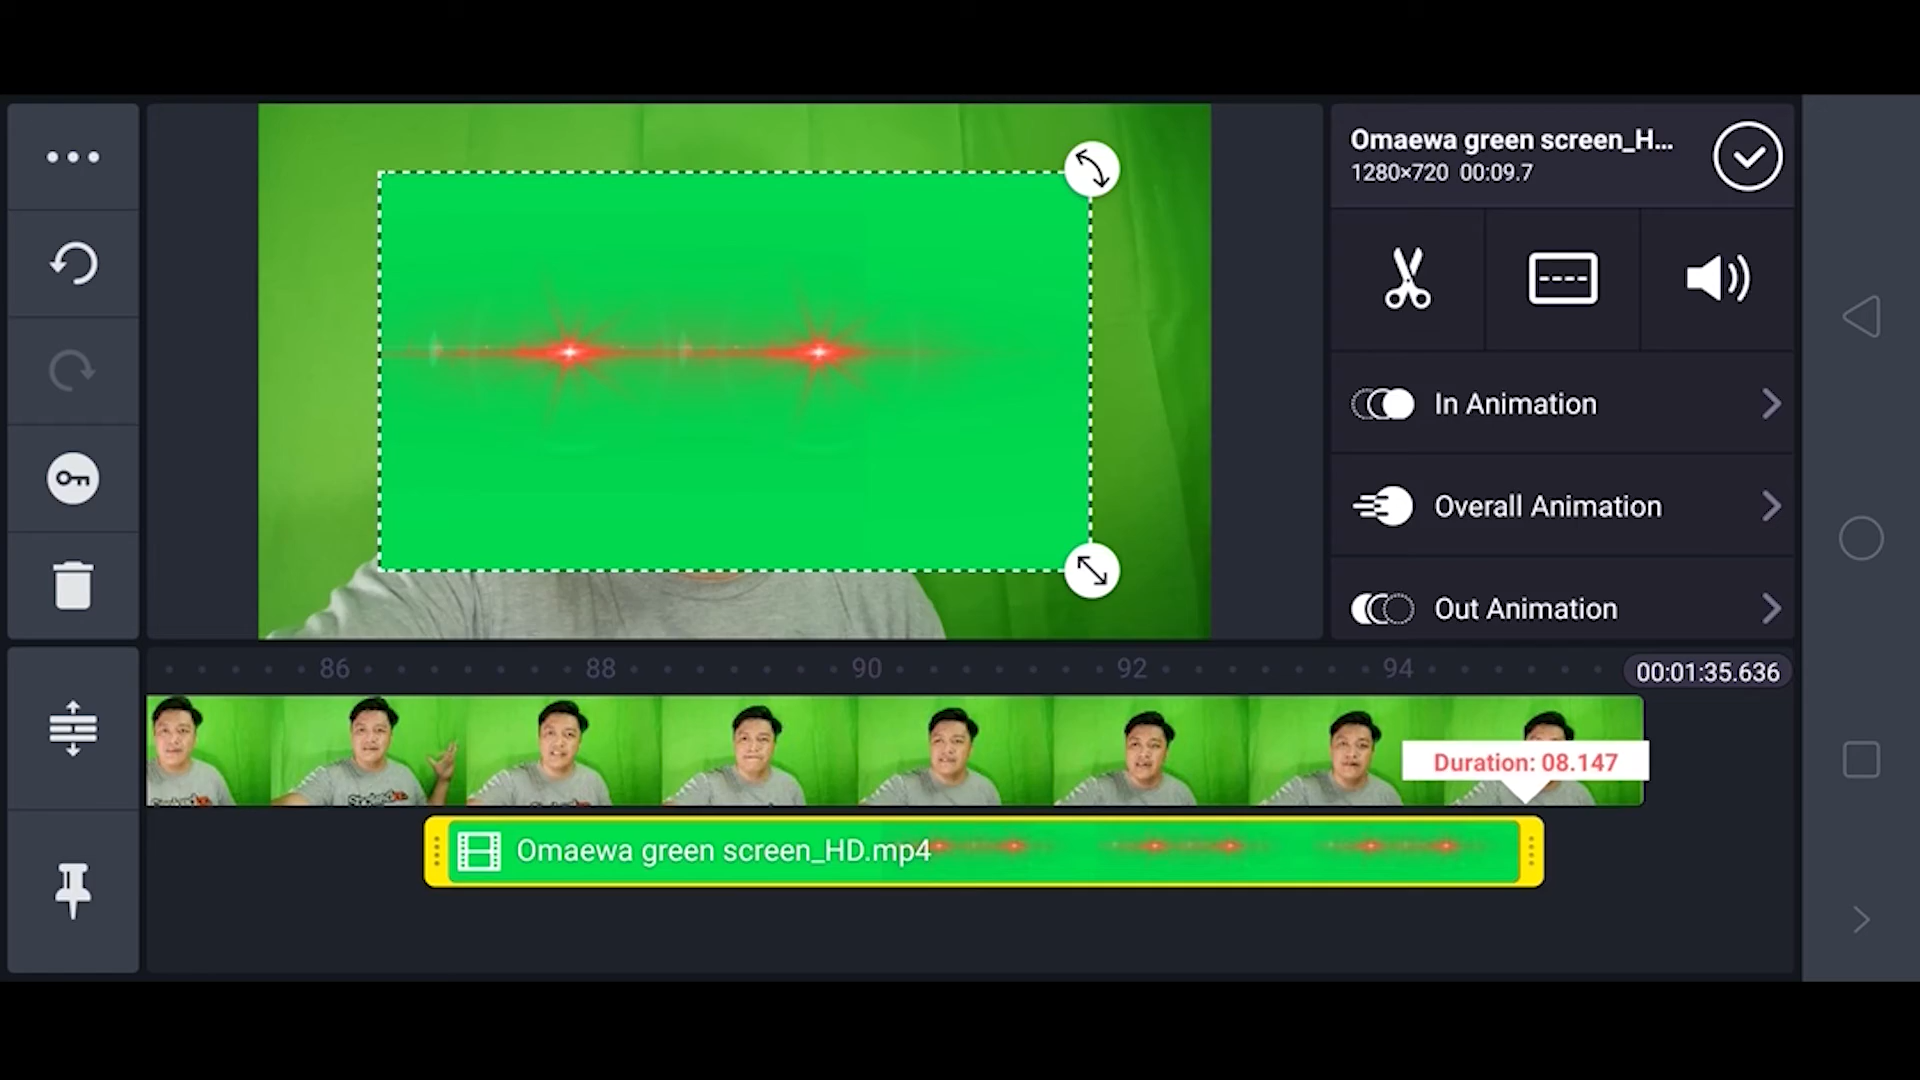 Omaewa green screen_H...
1280×720 00:09.7
In Animation
Overall Animation
Out Animation
86 88 90 92 94 00:01:35.636
Duration: 08.147
Omaewa green screen_HD.mp4